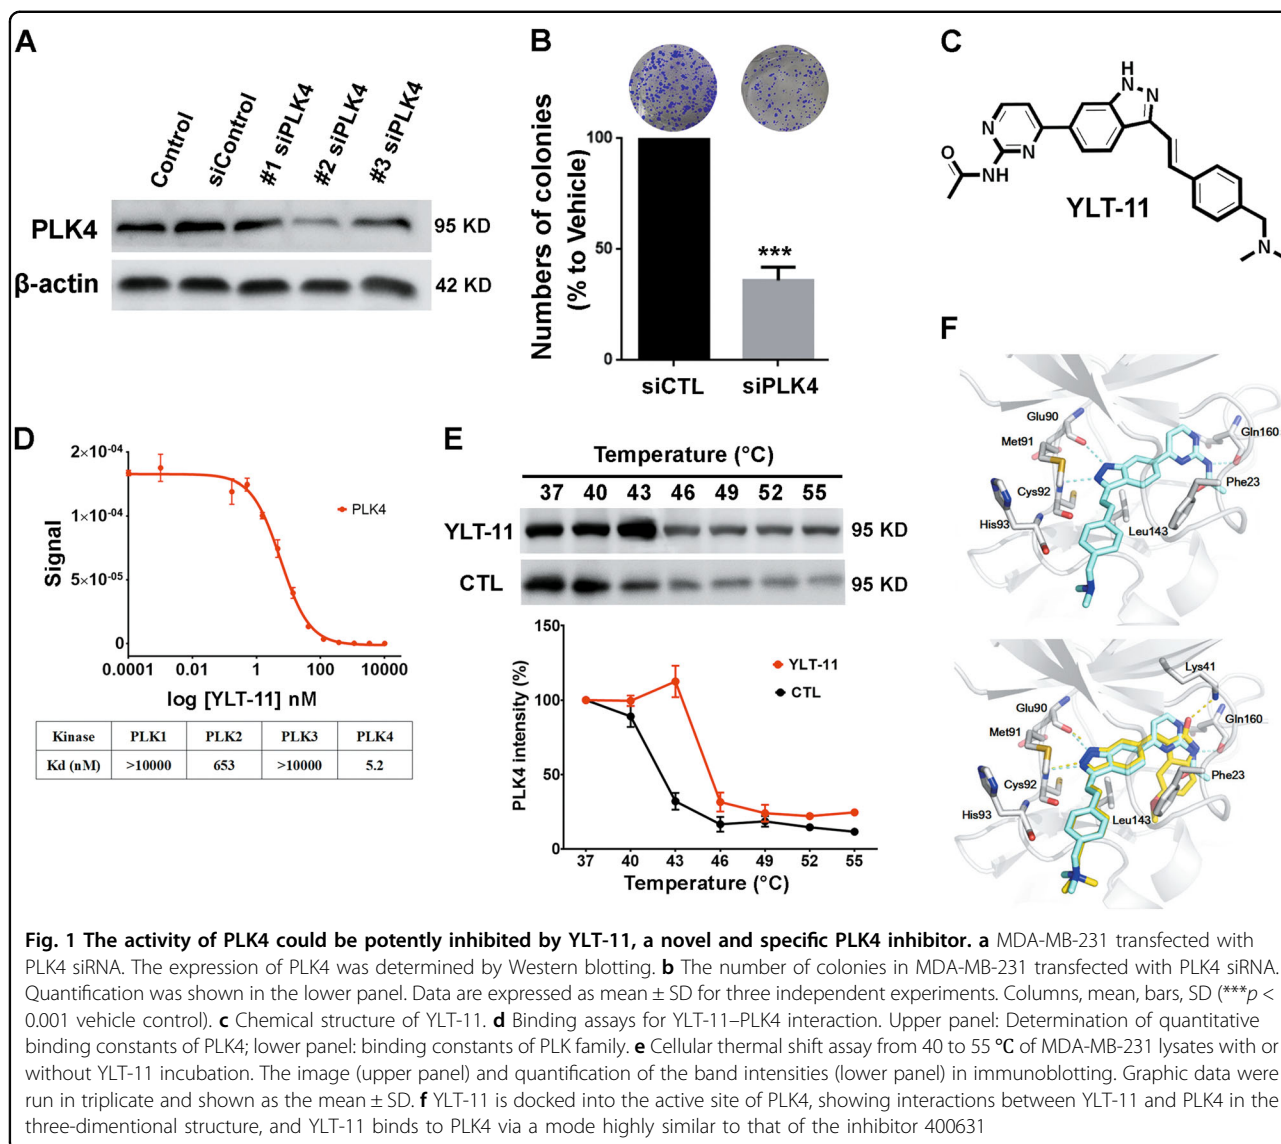 A
Control
siControl
#1 siPLK4
#2 siPLK4
#3 siPLK4
PLK4
95 KD
β-actin
42 KD
B
Numbers of colonies
(% to Vehicle)
100
50
0
***
siCTL
siPLK4
C
H
N
N
N
N
O
NH
N
YLT-11
D
2×10-04
1×10-04
5×10-05
0
Signal
PLK4
0.0001
0.01
1
100
10000
log [YLT-11] nM
Kinase PLK1 PLK2 PLK3 PLK4
Kd (nM) >10000 653 >10000 5.2
E
Temperature (°C)
37 40 43 46 49 52 55
YLT-11
95 KD
CTL
95 KD
150
100
50
0
PLK4 intensity (%)
YLT-11
CTL
37 40 43 46 49 52 55
Temperature (°C)
F
Glu90
Met91
Cys92
His93
Leu143
Gln160
Phe23
Lys41
Glu90
Met91
Cys92
His93
Leu143
Gln160
Phe23
Fig. 1 The activity of PLK4 could be potently inhibited by YLT-11, a novel and specific PLK4 inhibitor. a MDA-MB-231 transfected with
PLK4 siRNA. The expression of PLK4 was determined by Western blotting. b The number of colonies in MDA-MB-231 transfected with PLK4 siRNA.
Quantification was shown in the lower panel. Data are expressed as mean ± SD for three independent experiments. Columns, mean, bars, SD (***p <
0.001 vehicle control). c Chemical structure of YLT-11. d Binding assays for YLT-11–PLK4 interaction. Upper panel: Determination of quantitative
binding constants of PLK4; lower panel: binding constants of PLK family. e Cellular thermal shift assay from 40 to 55 °C of MDA-MB-231 lysates with or
without YLT-11 incubation. The image (upper panel) and quantification of the band intensities (lower panel) in immunoblotting. Graphic data were
run in triplicate and shown as the mean ± SD. f YLT-11 is docked into the active site of PLK4, showing interactions between YLT-11 and PLK4 in the
three-dimentional structure, and YLT-11 binds to PLK4 via a mode highly similar to that of the inhibitor 400631